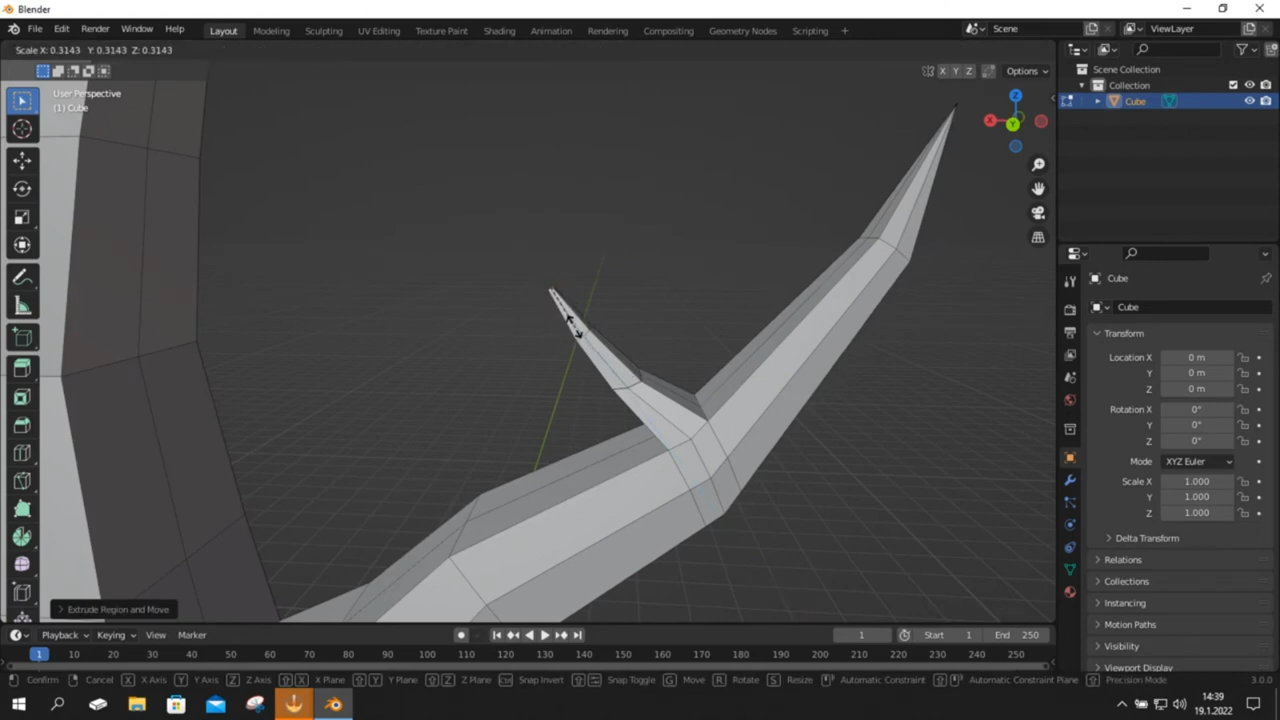 Blender
File Edit Render Window Help
Layout Modeling Sculpting UV Editing Texture Paint Shading Animation Rendering Compositing Geometry Nodes Scripting +
Scene
ViewLayer
Scale X: 0.3143 Y: 0.3143 Z: 0.3143
X Y Z Options
User Perspective
(1) Cube
Z
X
Y
Scene Collection
Collection
Cube
Cube
Cube
Transform
Location X 0 m
Y 0 m
Z 0 m
Rotation X 0°
Y 0°
Z 0°
Mode XYZ Euler
Scale X 1.000
Y 1.000
Z 1.000
Delta Transform
Relations
Collections
Instancing
Motion Paths
Visibility
Viewport Display
Extrude Region and Move
Playback Keying View Marker
1 Start 1 End 250
1 10 20 30 40 50 60 70 80 90 100 110 120 130 140 150 160 170 180 190 200 210 220 230 240 250
Confirm Cancel X X Axis Y Y Axis Z Z Axis X X Plane Y Y Plane Z Z Plane Snap Invert Snap Toggle G Move R Rotate S Resize Automatic Constraint Automatic Constraint Plane Precision Mode 3.0.0
14:39
19.1.2022